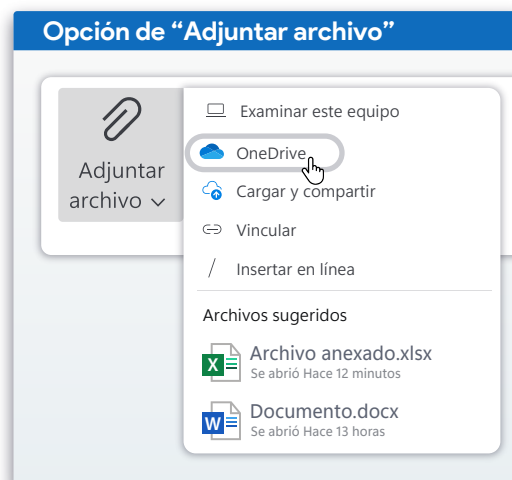 Opción de “Adjuntar archivo”
Adjuntar
archivo
Examinar este equipo
OneDrive
Cargar y compartir
Vincular
Insertar en línea
Archivos sugeridos
Archivo anexado.xlsx
Se abrió Hace 12 minutos
Documento.docx
Se abrió Hace 13 horas